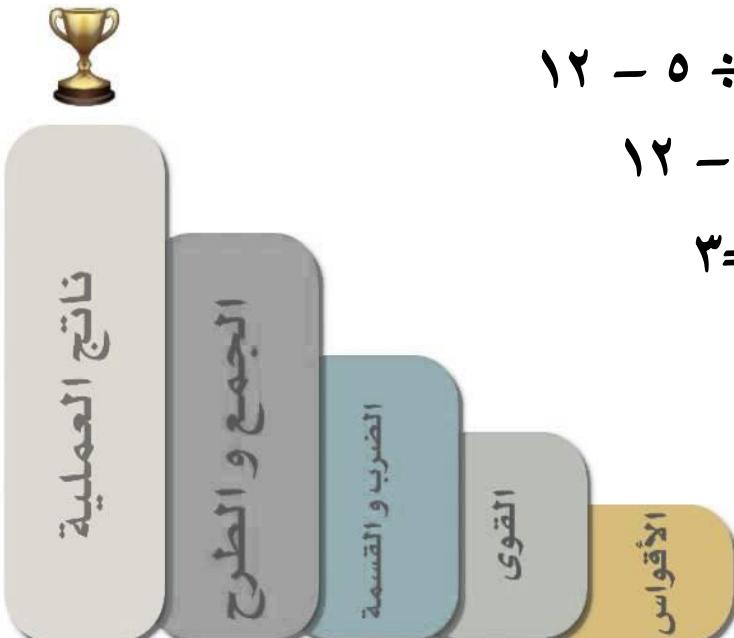 ÷ ٥ – ١٢
– ١٢
=٣
الأقواس
القوى
الضرب و القسمة
الجمع و الطرح
ناتج العملية